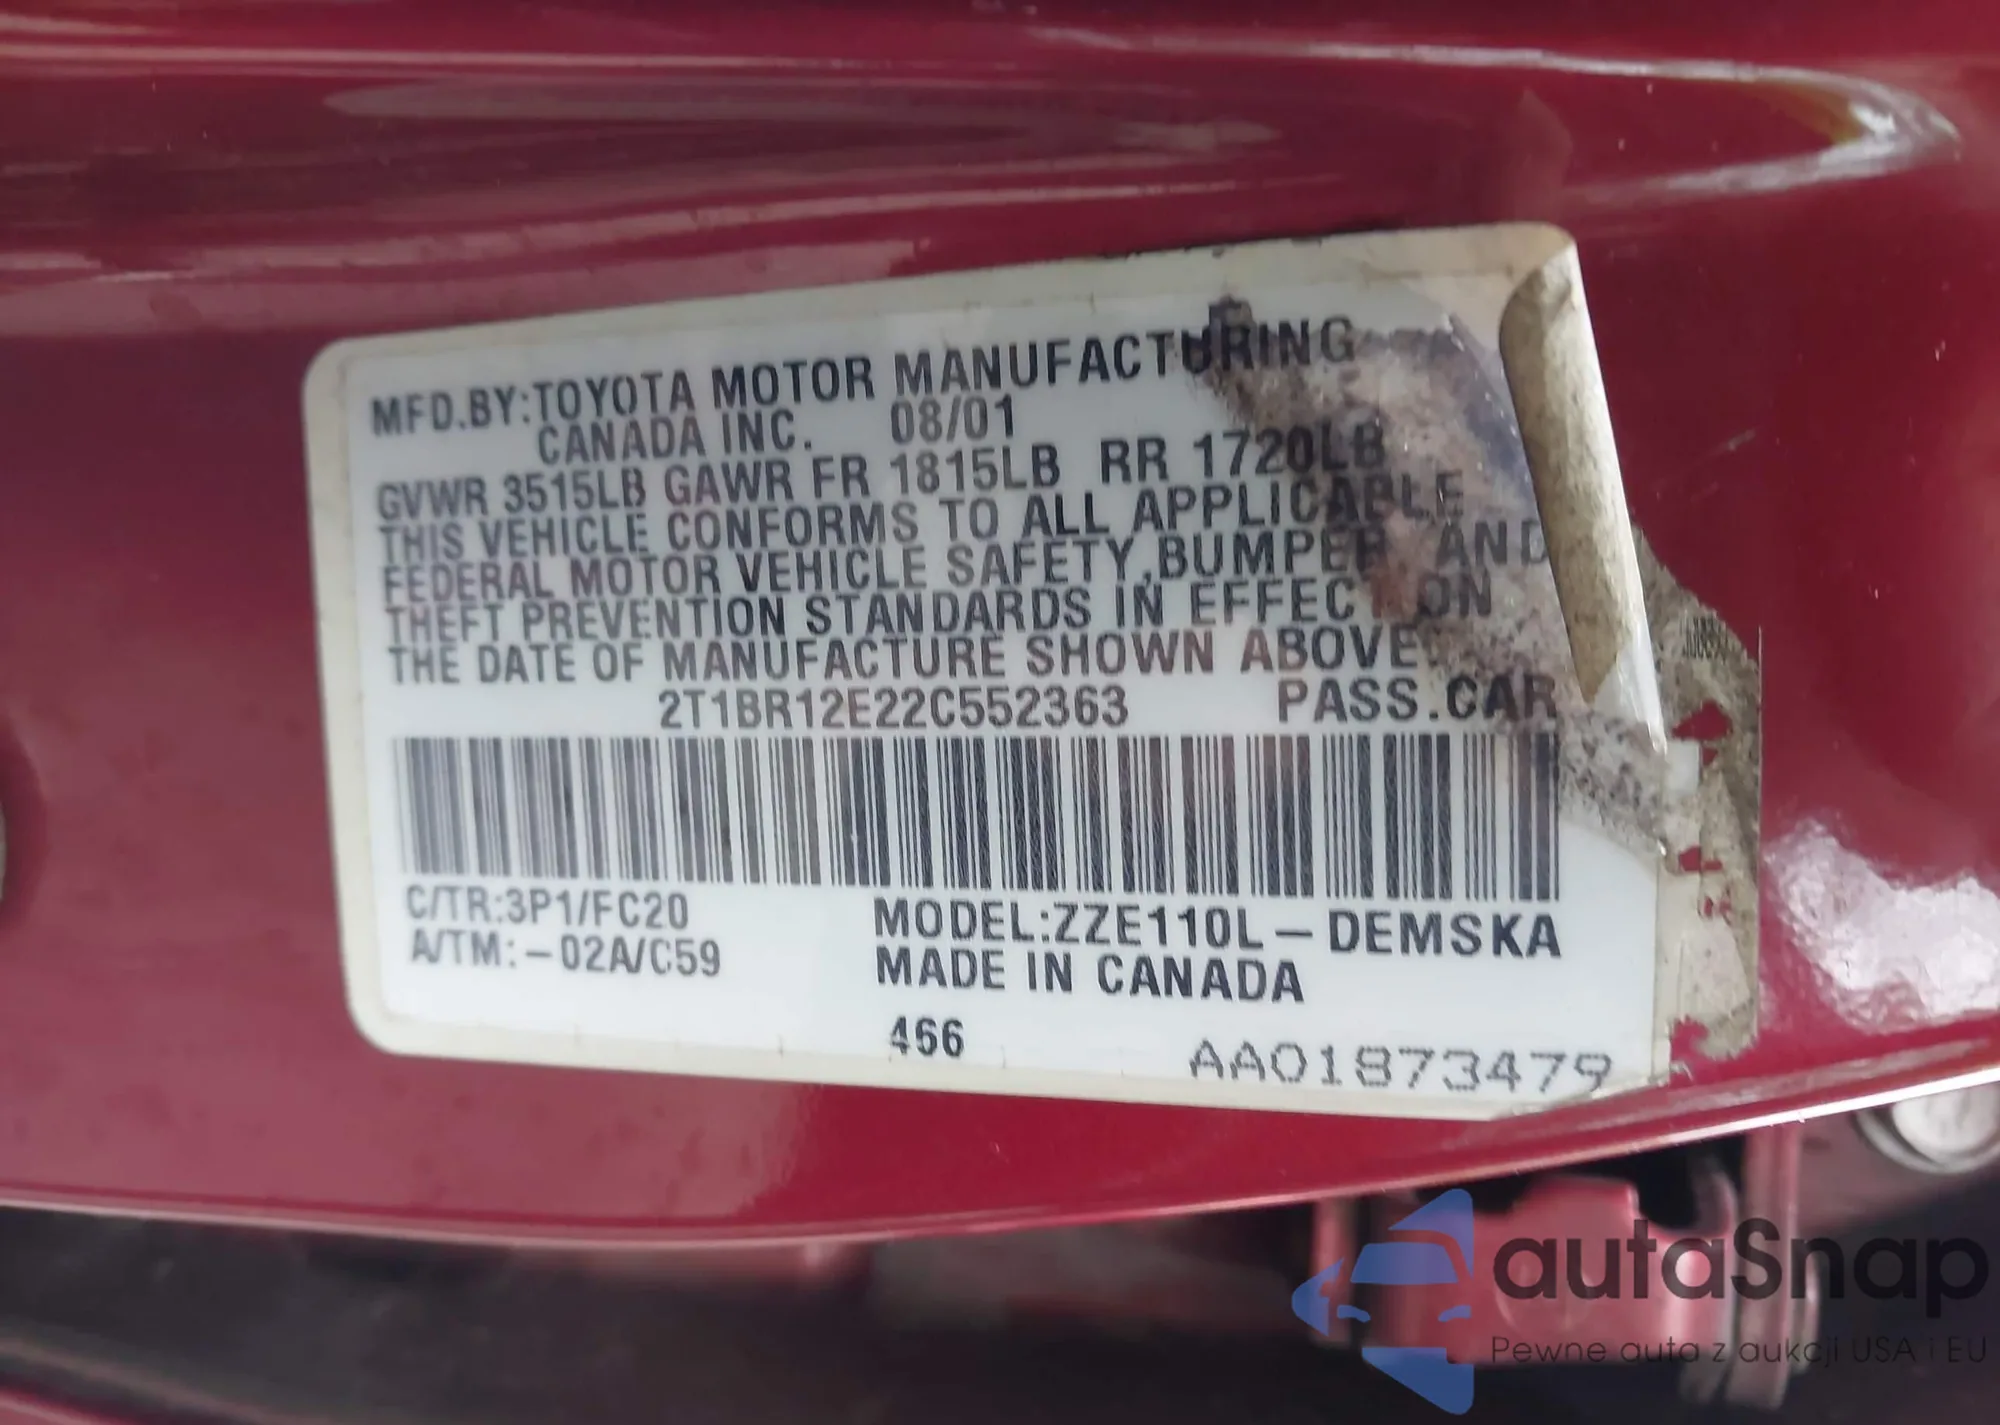 MFD.BY:TOYOTA MOTOR MANUFACTURING
CANADA INC. 08/01
GVWR 3515LB GAWR FR 1815LB RR 1720LB
THIS VEHICLE CONFORMS TO ALL APPLICABLE
FEDERAL MOTOR VEHICLE SAFETY,BUMPER AND
THEFT PREVENTION STANDARDS IN EFFECT ON
THE DATE OF MANUFACTURE SHOWN ABOVE.
2T1BR12E22C552363 PASS.CAR
C/TR:3P1/FC20 MODEL:ZZE110L-DEMSKA
A/TM:-02A/C59 MADE IN CANADA
466 AA01873479
autaSnap
Pewne auta z aukcji USA i EU